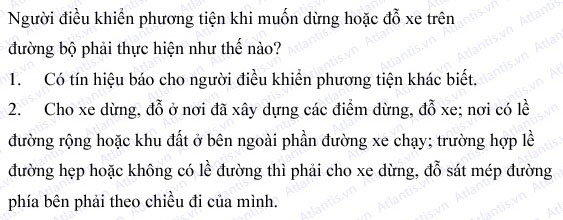 Người điều khiển phương tiện khi muốn dừng hoặc đỗ xe trên
đường bộ phải thực hiện như thế nào?
1. Có tín hiệu báo cho người điều khiển phương tiện khác biết.
2. Cho xe dừng, đỗ ở nơi đã xây dựng các điểm dừng, đỗ xe; nơi có lề
đường rộng hoặc khu đất ở bên ngoài phần đường xe chạy; trường hợp lề
đường hẹp hoặc không có lề đường thì phải cho xe dừng, đỗ sát mép đường
phía bên phải theo chiều đi của mình.